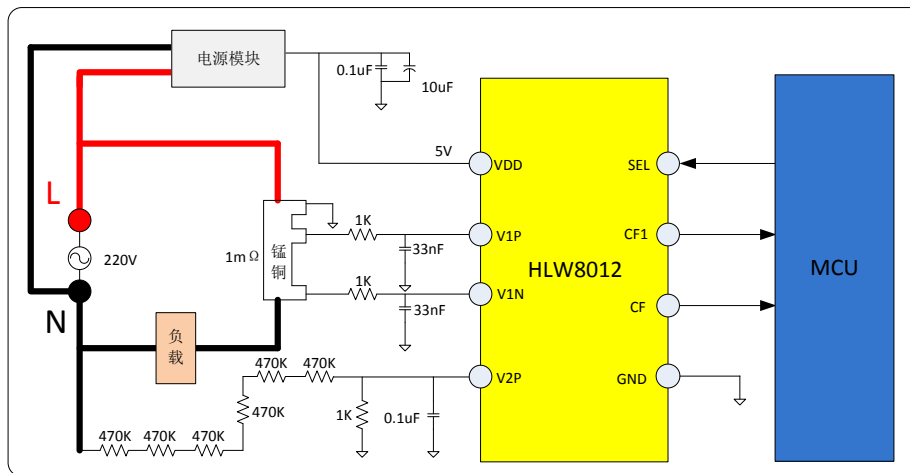 电源模块
0.1uF
10uF
5V
VDD
SEL
L
220V
N
1mΩ
锰铜
1K
33nF
V1P
CF1
HLW8012
MCU
1K
33nF
V1N
CF
负载
470K
470K
470K
1K
0.1uF
V2P
GND
470K
470K
470K